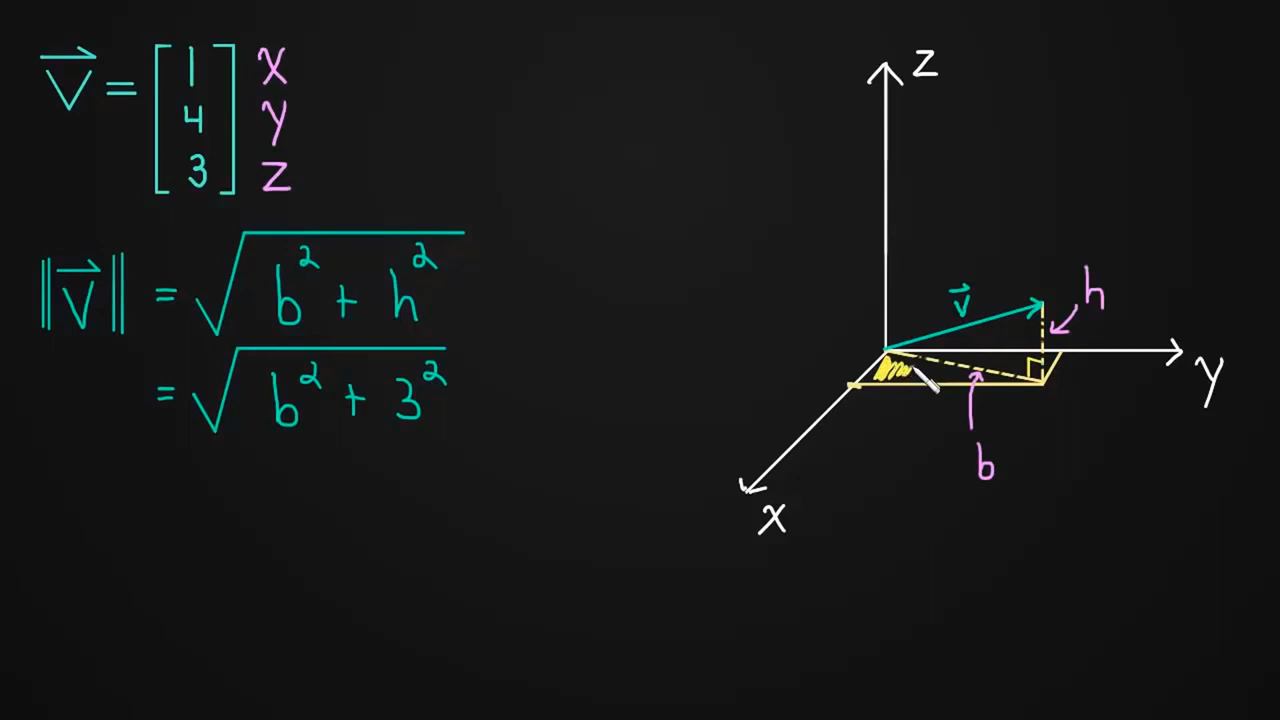 v⃗ = [ 1 4 3 ] x y z
‖v⃗‖ = √(b² + h²)
= √(b² + 3²)
z
v⃗
h
y
b
x